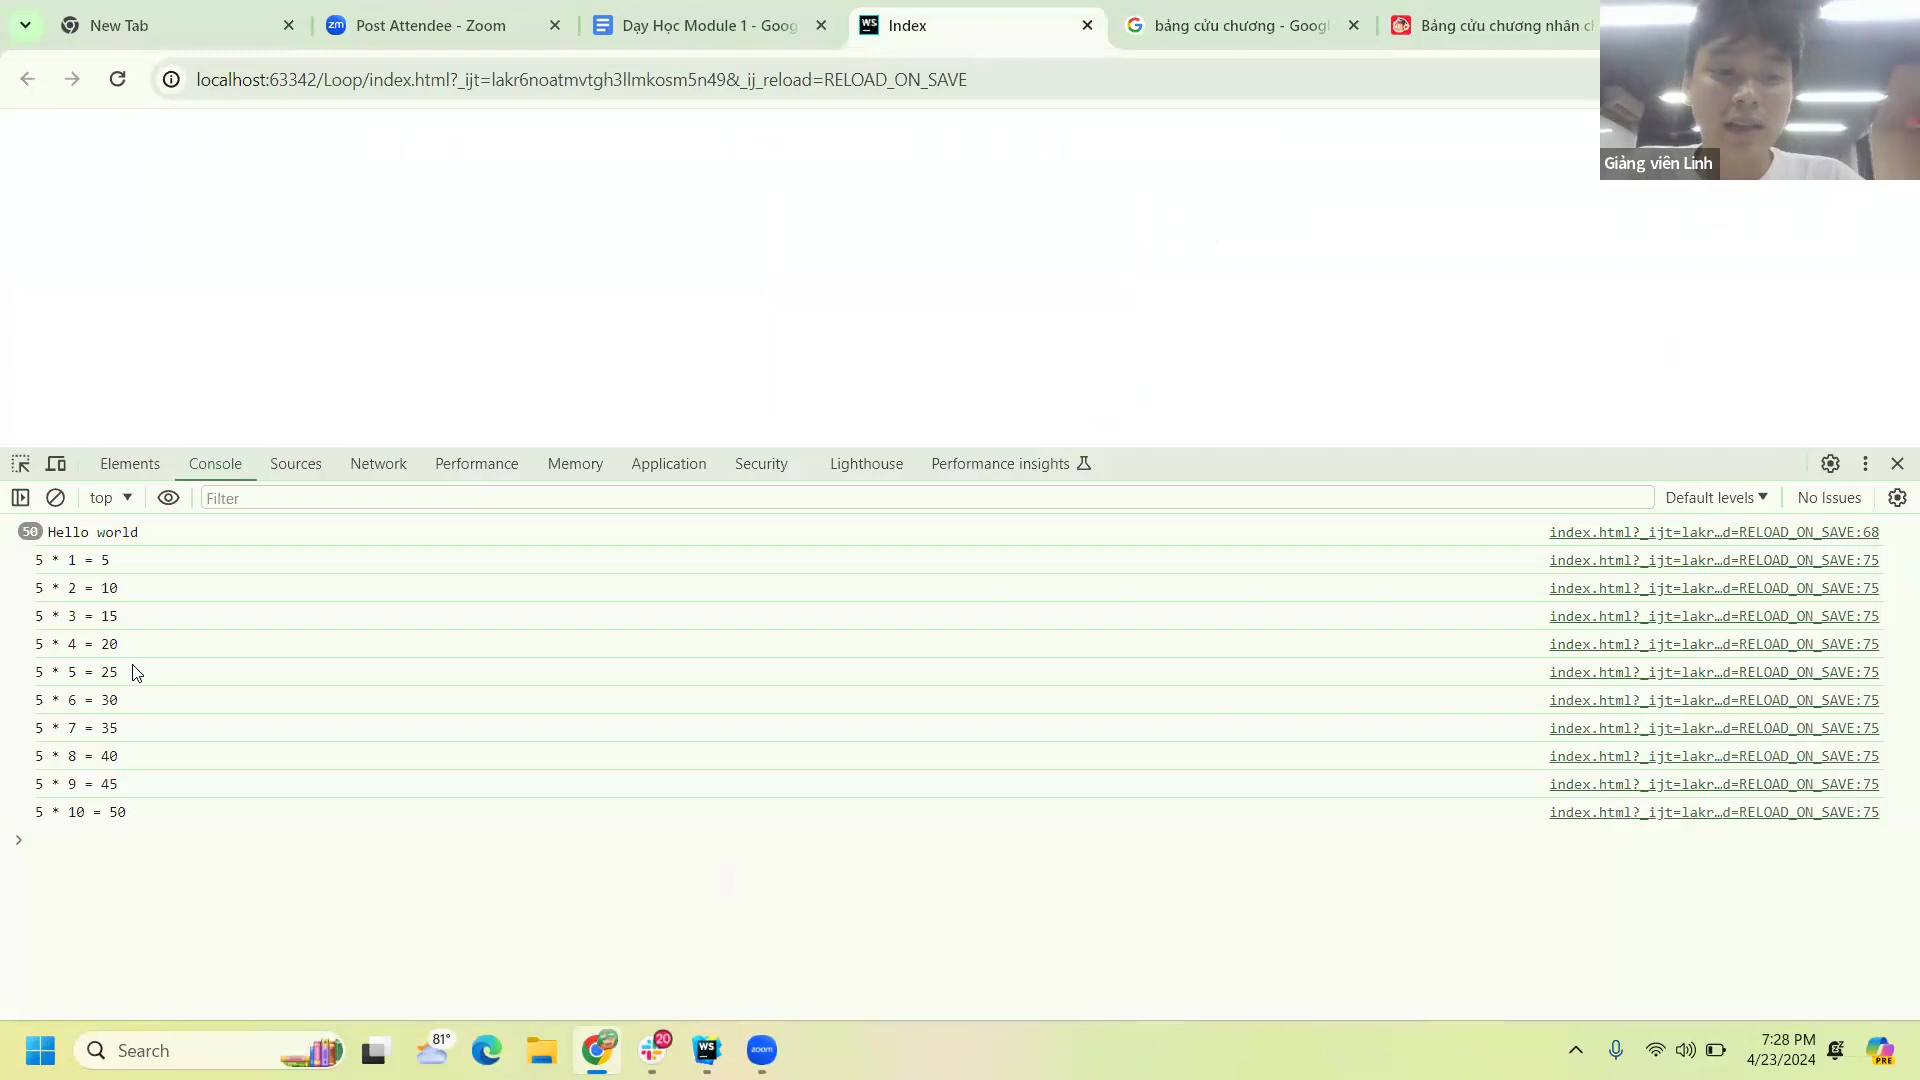 New Tab
zm Post Attendee - Zoom
Dạy Học Module 1 - Goog
WS Index
bảng cửu chương - Googl
Bảng cửu chương nhân c
localhost:63342/Loop/index.html?_ijt=lakr6noatmvtgh3llmkosm5n49&_ij_reload=RELOAD_ON_SAVE
Giảng viên Linh
Elements Console Sources Network Performance Memory Application Security Lighthouse Performance insights
top Filter Default levels No Issues
50 Hello world index.html?_ijt=lakr…d=RELOAD_ON_SAVE:68
5 * 1 = 5 index.html?_ijt=lakr…d=RELOAD_ON_SAVE:75
5 * 2 = 10 index.html?_ijt=lakr…d=RELOAD_ON_SAVE:75
5 * 3 = 15 index.html?_ijt=lakr…d=RELOAD_ON_SAVE:75
5 * 4 = 20 index.html?_ijt=lakr…d=RELOAD_ON_SAVE:75
5 * 5 = 25 index.html?_ijt=lakr…d=RELOAD_ON_SAVE:75
5 * 6 = 30 index.html?_ijt=lakr…d=RELOAD_ON_SAVE:75
5 * 7 = 35 index.html?_ijt=lakr…d=RELOAD_ON_SAVE:75
5 * 8 = 40 index.html?_ijt=lakr…d=RELOAD_ON_SAVE:75
5 * 9 = 45 index.html?_ijt=lakr…d=RELOAD_ON_SAVE:75
5 * 10 = 50 index.html?_ijt=lakr…d=RELOAD_ON_SAVE:75
Search
81°
20
WS
zoom
7:28 PM
4/23/2024
PRE